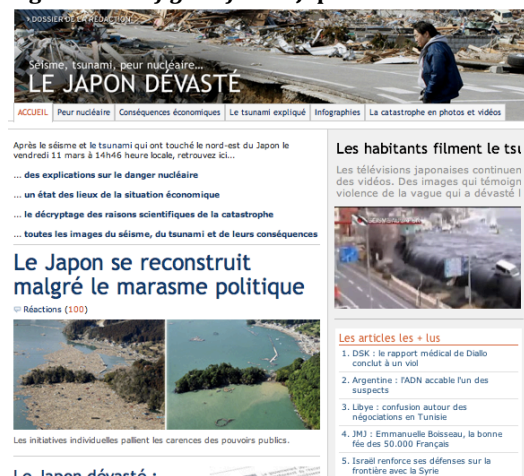 DOSSIER DE LA RÉDACTION
Séisme, tsunami, peur nucléaire...
LE JAPON DÉVASTÉ
ACCUEIL
Peur nucléaire
Conséquences économiques
Le tsunami expliqué
Infographies
La catastrophe en photos et vidéos
Après le séisme et le tsunami qui ont touché le nord-est du Japon le
vendredi 11 mars à 14h46 heure locale, retrouvez ici...
... des explications sur le danger nucléaire
... un état des lieux de la situation économique
... le décryptage des raisons scientifiques de la catastrophe
... toutes les images du séisme, du tsunami et de leurs conséquences
Le Japon se reconstruit
malgré le marasme politique
Réactions (100)
Les initiatives individuelles pallient les carences des pouvoirs publics.
Le Japon dévasté :
Les habitants filment le
Les télévisions japonaises
des vidéos. Des images qui
violence de la vague qui a dévasté
Les articles les + lus
1. DSK : le rapport médical de Diallo
conclut à un viol
2. Argentine : l'ADN accable l'un des
suspects
3. Libye : confusion autour des
négociations en Tunisie
4. JMJ : Emmanuelle Boisseau, la bonne
fée des 50.000 Français
5. Israël renforce ses défenses sur la
frontière avec la Syrie